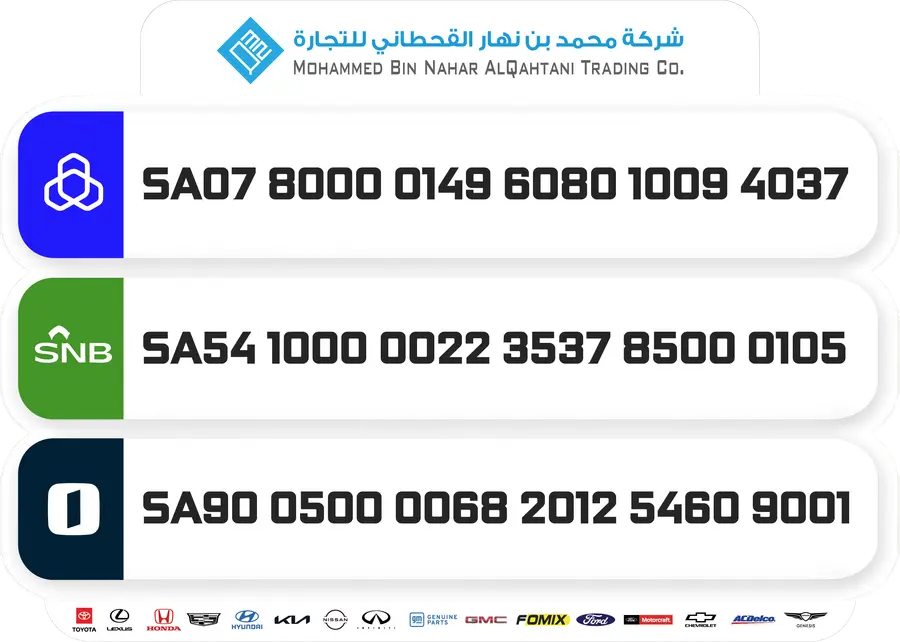 شركة محمد بن نهار القحطاني للتجارة
MOHAMMED BIN NAHAR ALQAHTANI TRADING CO.
SA07 8000 0149 6080 1009 4037
SNB
SA54 1000 0022 3537 8500 0105
SA90 0500 0068 2012 5460 9001
TOYOTA LEXUS HONDA HYUNDAI KIA NISSAN INFINITI GENUINE PARTS GMC FOMIX Ford Motorcraft CHEVROLET ACDelco GENESIS